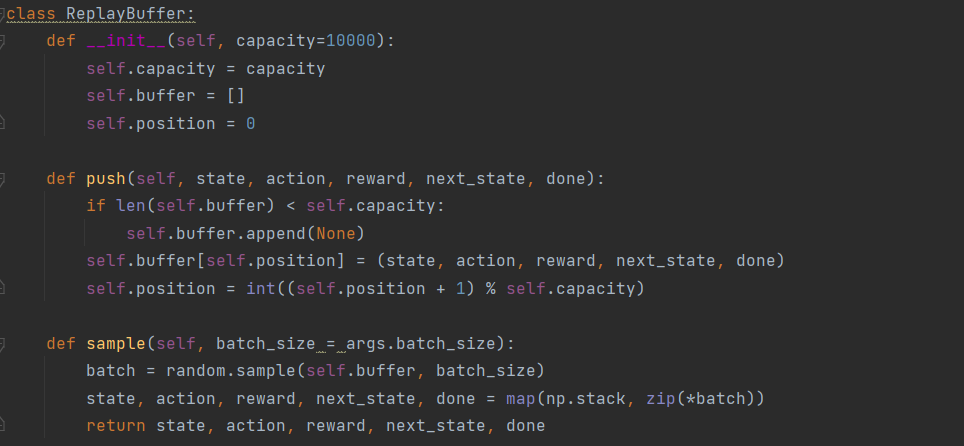 class ReplayBuffer:
    def __init__(self, capacity=10000):
        self.capacity = capacity
        self.buffer = []
        self.position = 0

    def push(self, state, action, reward, next_state, done):
        if len(self.buffer) < self.capacity:
            self.buffer.append(None)
        self.buffer[self.position] = (state, action, reward, next_state, done)
        self.position = int((self.position + 1) % self.capacity)

    def sample(self, batch_size = args.batch_size):
        batch = random.sample(self.buffer, batch_size)
        state, action, reward, next_state, done = map(np.stack, zip(*batch))
        return state, action, reward, next_state, done